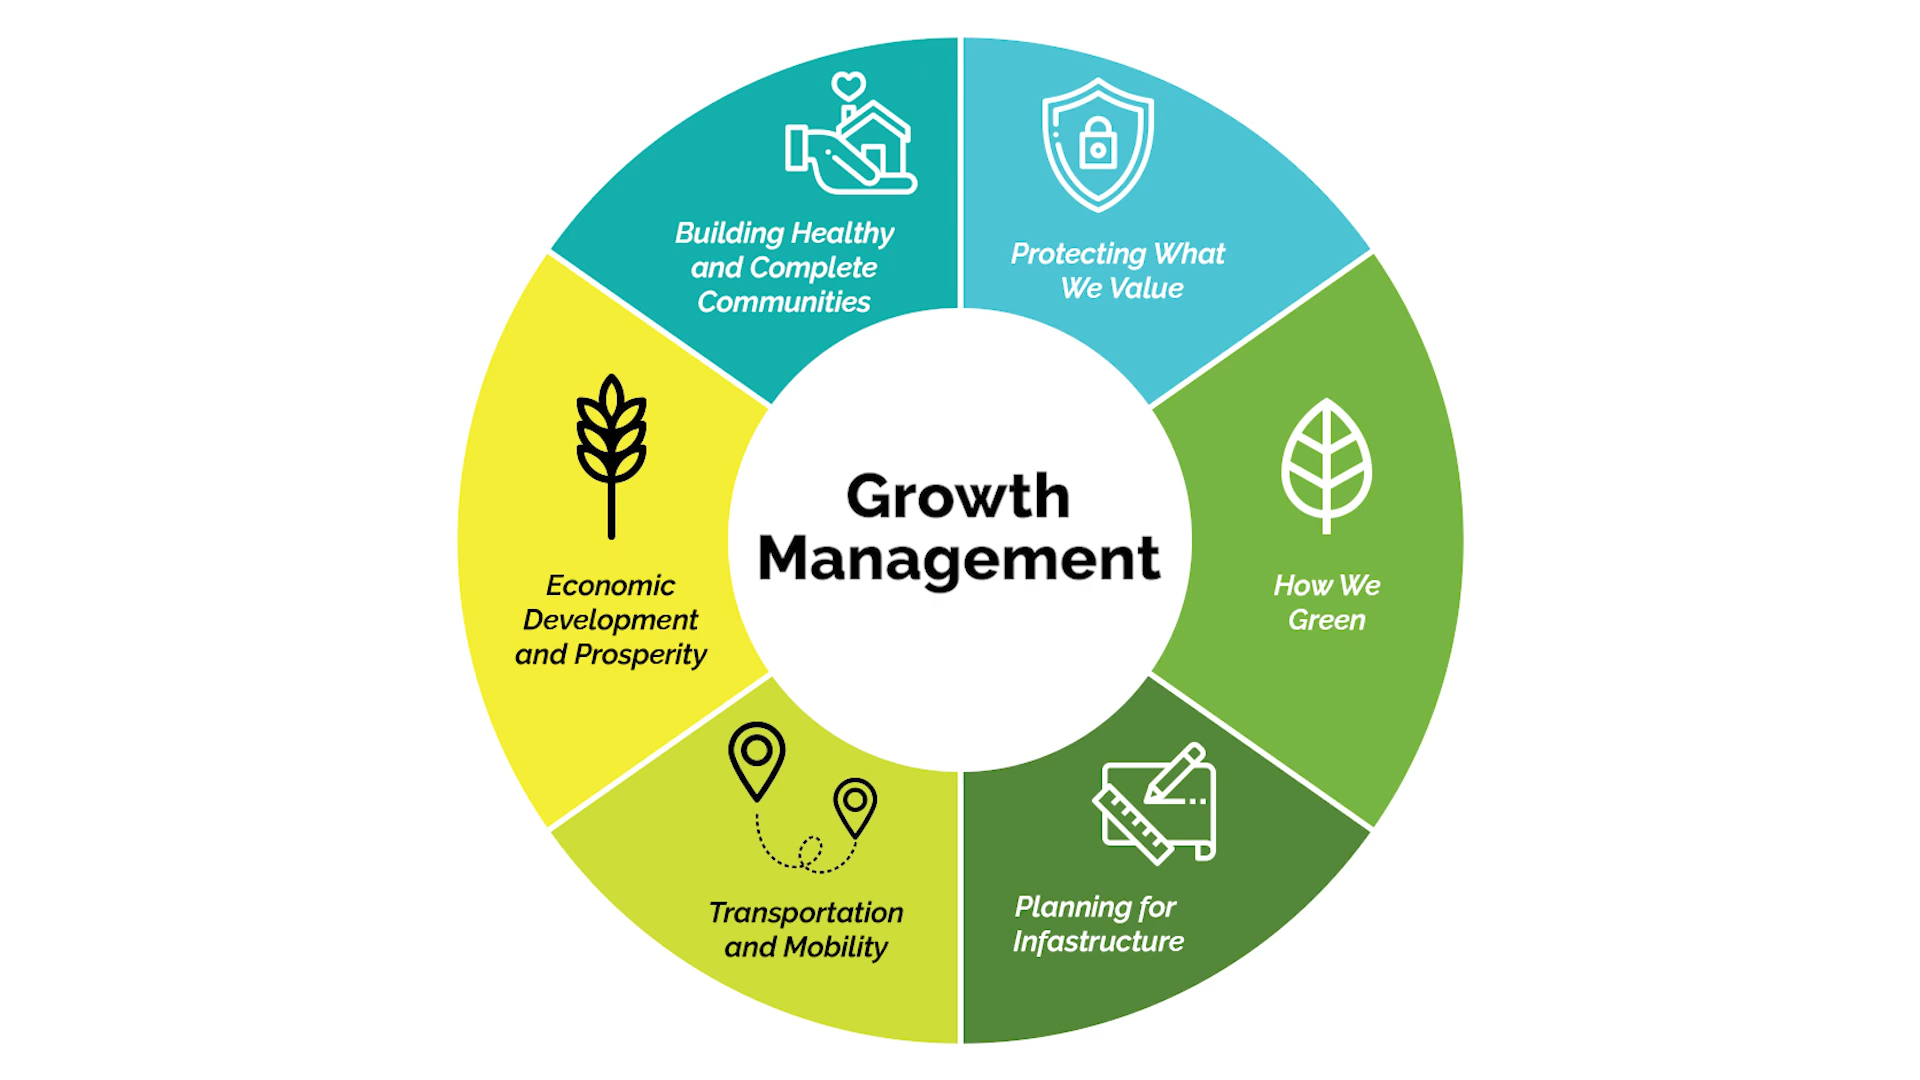 Building Healthy
and Complete
Communities
Protecting What
We Value
How We
Green
Planning for
Infastructure
Transportation
and Mobility
Economic
Development
and Prosperity
Growth
Management